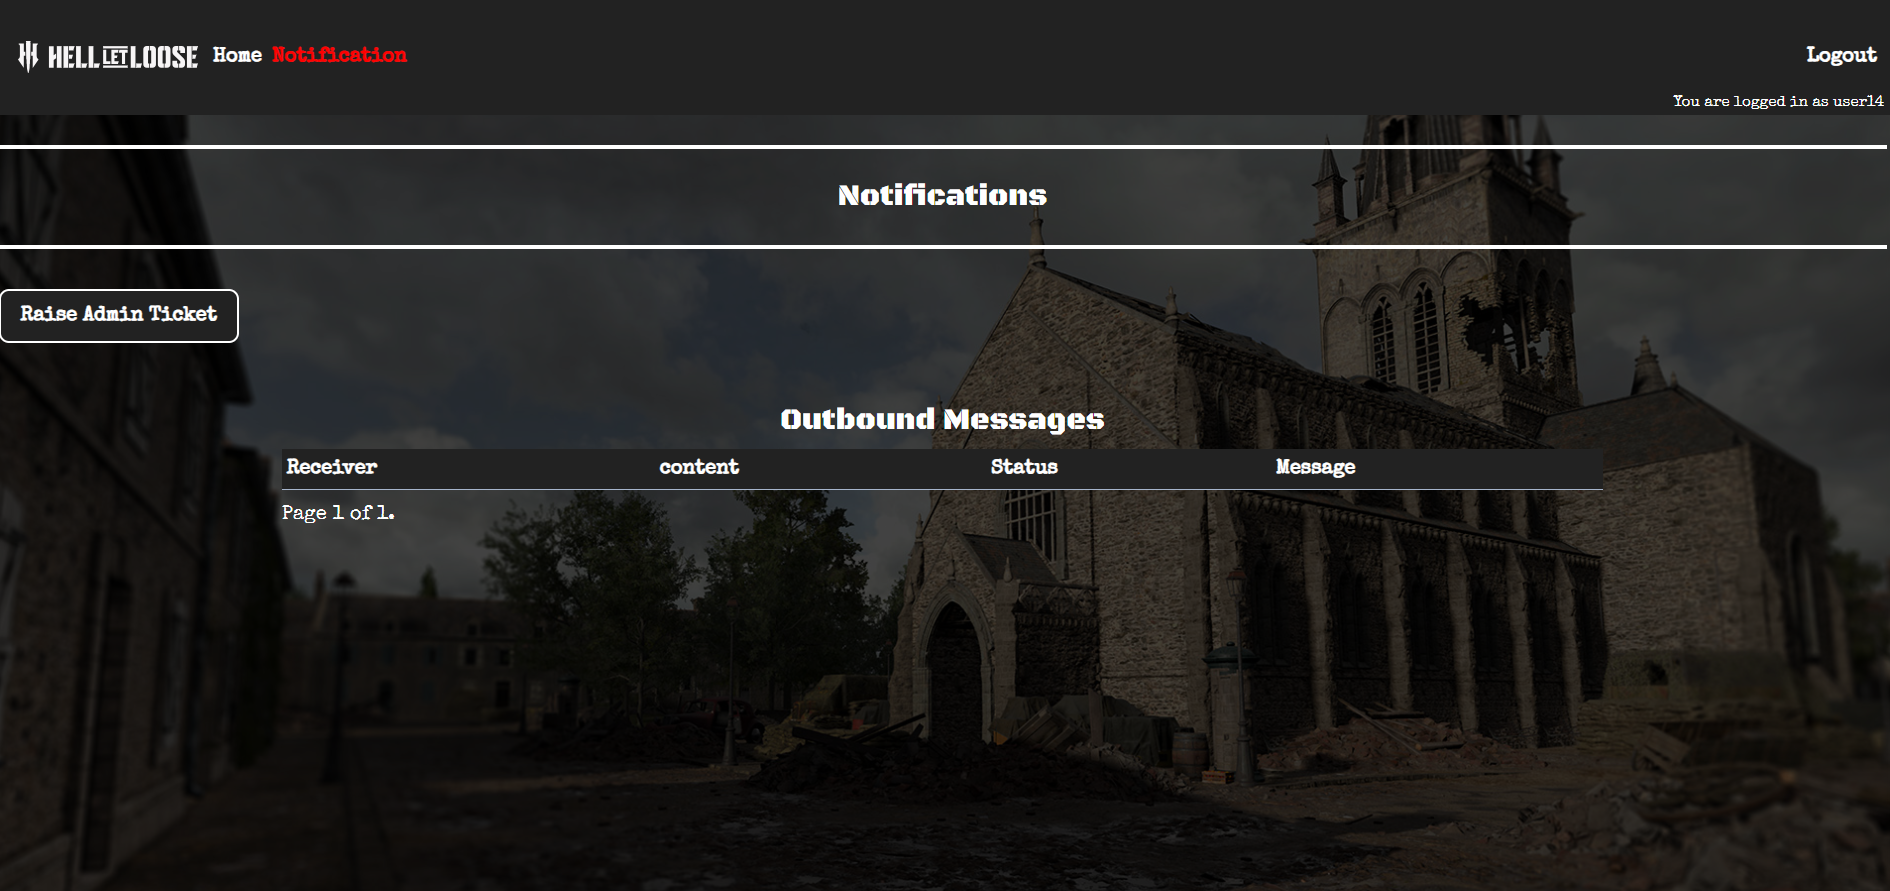 HELL LET LOOSE Home Notification Logout
You are logged in as user14
Notifications
Raise Admin Ticket
Outbound Messages
Receiver content Status Message
Page 1 of 1.